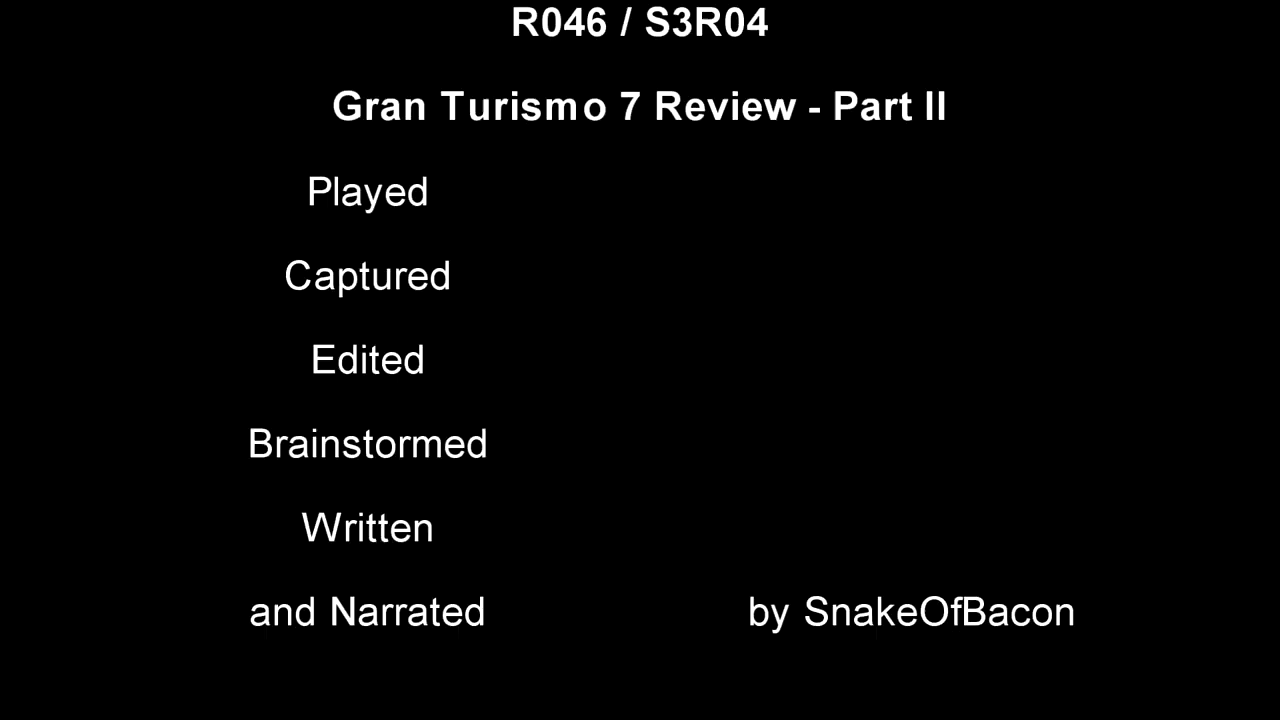 R046 / S3R04
Gran Turismo 7 Review - Part II
Played
Captured
Edited
Brainstormed
Written
and Narrated by SnakeOfBacon